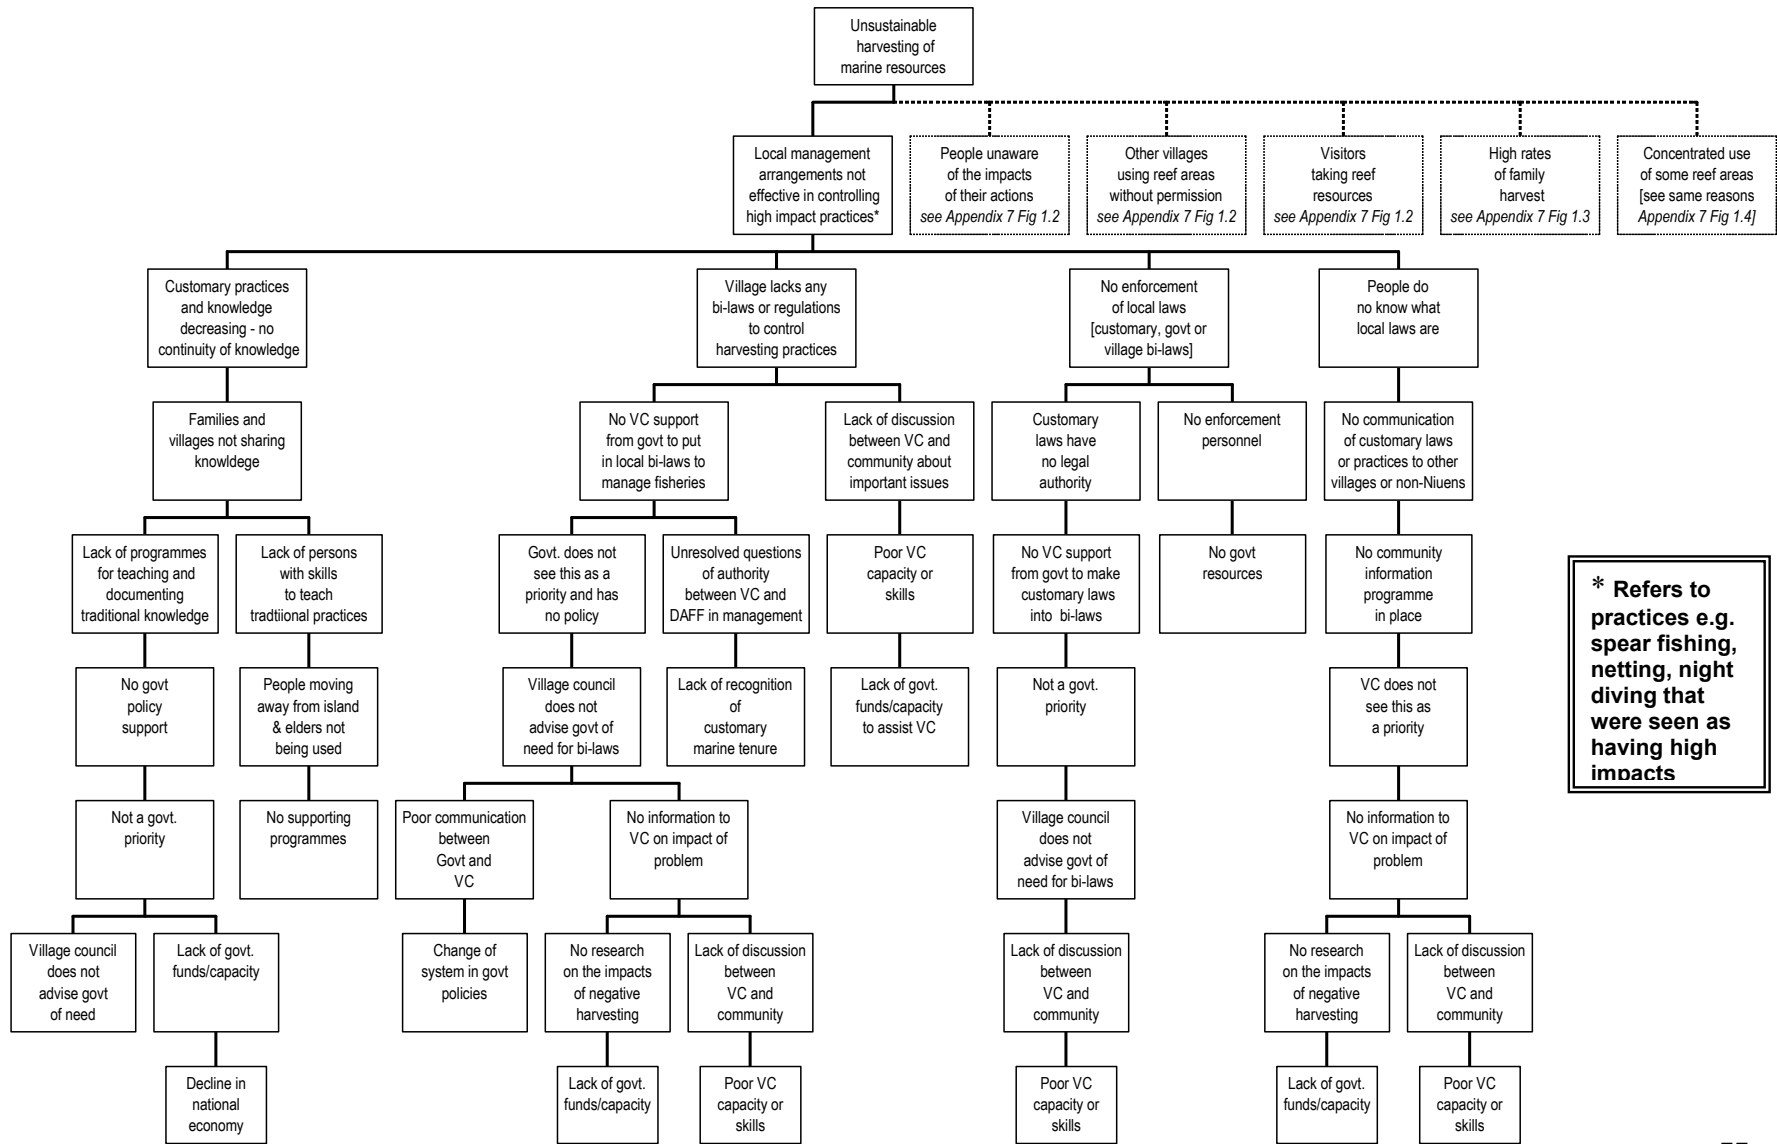 Unsustainable
harvesting of
marine resources
Local management
arrangements not
effective in controlling
high impact practices*
People unaware
of the impacts
of their actions
see Appendix 7 Fig 1.2
Other villages
using reef areas
without permission
see Appendix 7 Fig 1.2
Visitors
taking reef
resources
see Appendix 7 Fig 1.2
High rates
of family
harvest
see Appendix 7 Fig 1.3
Concentrated use
of some reef areas
[see same reasons
Appendix 7 Fig 1.4]
Customary practices
and knowledge
decreasing - no
continuity of knowledge
Village lacks any
bi-laws or regulations
to control
harvesting practices
No enforcement
of local laws
[customary, govt or
village bi-laws]
People do
no know what
local laws are
Families and
villages not sharing
knowldege
No VC support
from govt to put
in local bi-laws to
manage fisheries
Lack of discussion
between VC and
community about
important issues
Customary
laws have
no legal
authority
No enforcement
personnel
No communication
of customary laws
or practices to other
villages or non-Niuens
Lack of programmes
for teaching and
documenting
traditional knowledge
Lack of persons
with skills
to teach
tradtiional practices
Govt. does not
see this as a
priority and has
no policy
Unresolved questions
of authority
between VC and
DAFF in management
Poor VC
capacity or
skills
No VC support
from govt to make
customary laws
into bi-laws
No govt
resources
No community
information
programme
in place
* Refers to
practices e.g.
spear fishing,
netting, night
diving that
were seen as
having high
impacts
No govt
policy
support
People moving
away from island
& elders not
being used
Village council
does not
advise govt of
need for bi-laws
Lack of recognition
of
customary
marine tenure
Lack of govt.
funds/capacity
to assist VC
Not a govt.
priority
VC does not
see this as
a priority
Not a govt.
priority
No supporting
programmes
Poor communication
between
Govt and
VC
No information to
VC on impact of
problem
Village council
does not
advise govt of
need for bi-laws
No information to
VC on impact of
problem
Village council
does not
advise govt
of need
Lack of govt.
funds/capacity
Change of
system in govt
policies
No research
on the impacts
of negative
harvesting
Lack of discussion
between
VC and
community
Lack of discussion
between
VC and
community
No research
on the impacts
of negative
harvesting
Lack of discussion
between
VC and
community
Decline in
national
economy
Lack of govt.
funds/capacity
Poor VC
capacity or
skills
Poor VC
capacity or
skills
Lack of govt.
funds/capacity
Poor VC
capacity or
skills